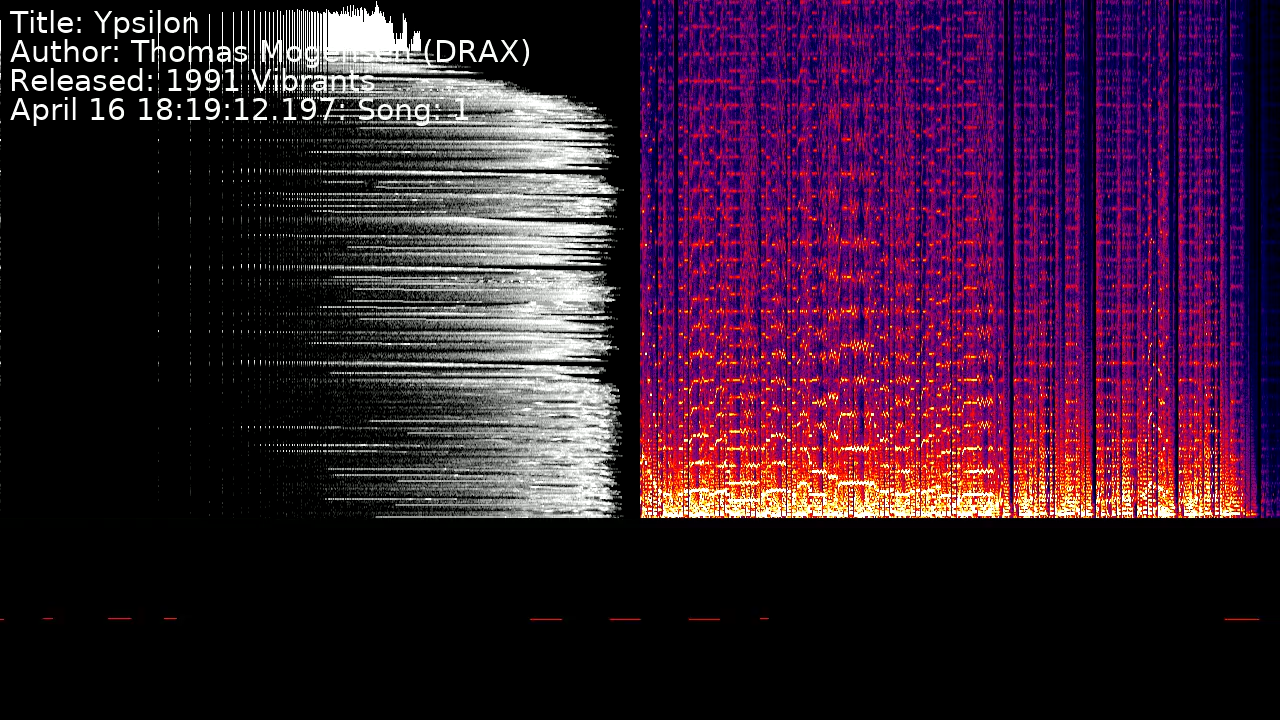 Title: Ypsilon
Author: Thomas Mogensen (DRAX)
Released: 1991 Vibrants
April 16 18:19:12.197: Song: 1